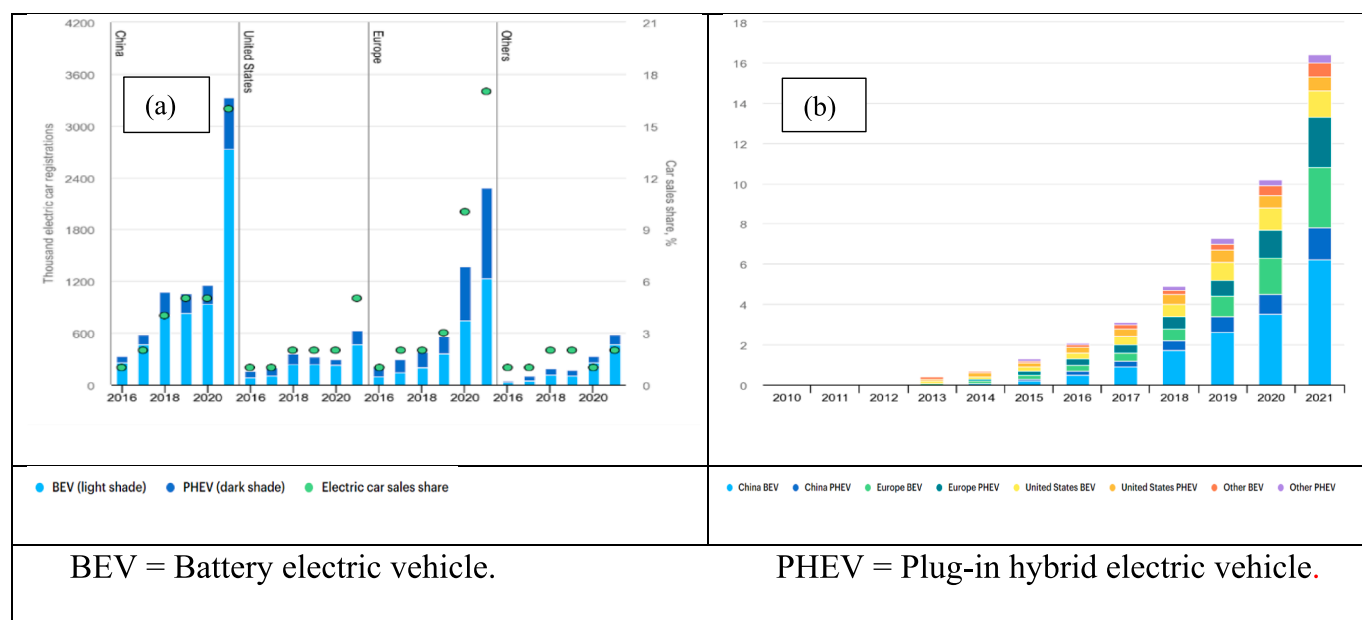 4200
3600
3000
2400
1800
1200
600
0
Thousand electric car registrations
China
United States
Europe
Others
(a)
21
18
15
12
9
6
3
0
Car sales share, %
2016 2018 2020 2016 2018 2020 2016 2018 2020 2016 2018 2020
18
16
14
12
10
8
6
4
2
0
(b)
2010 2011 2012 2013 2014 2015 2016 2017 2018 2019 2020 2021
BEV (light shade) PHEV (dark shade) Electric car sales share
China BEV China PHEV Europe BEV Europe PHEV United States BEV United States PHEV Other BEV Other PHEV
BEV = Battery electric vehicle.
PHEV = Plug-in hybrid electric vehicle.